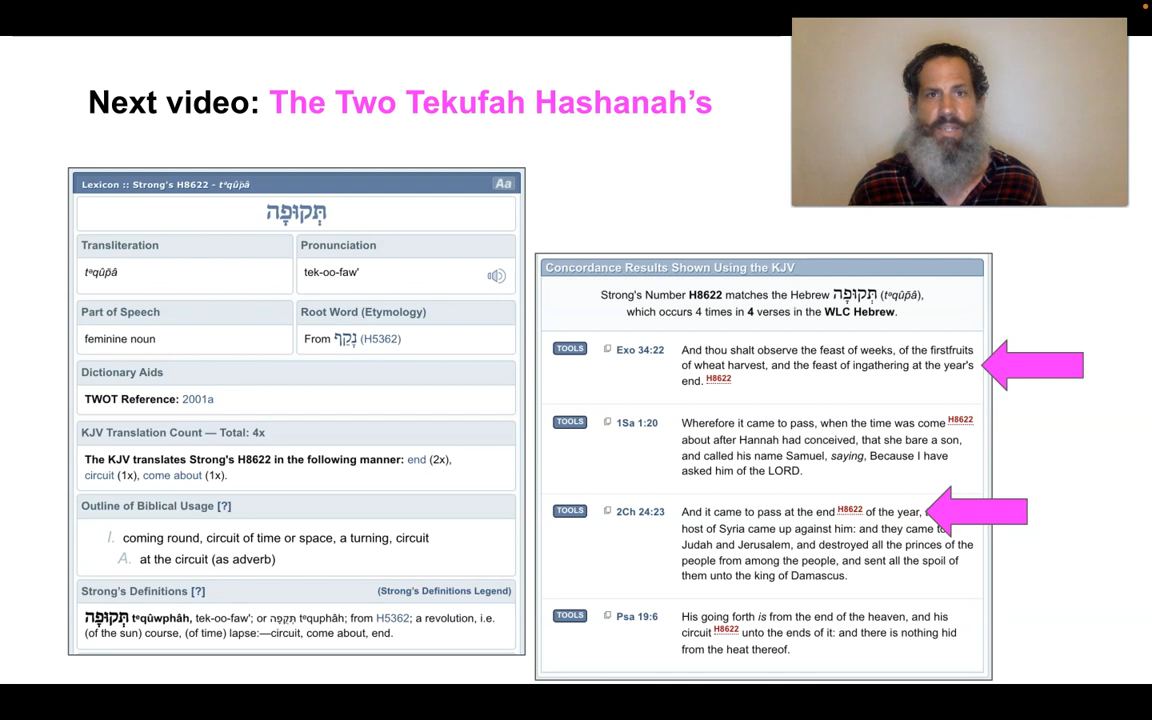 Next video: The Two Tekufah Hashanah’s
Lexicon :: Strong's H8622 - tᵊqûp̄â
Aa
תְּקוּפָה
Transliteration
tᵊqûp̄â
Pronunciation
tek-oo-faw'
Part of Speech
feminine noun
Root Word (Etymology)
From נָקַף (H5362)
Dictionary Aids
TWOT Reference: 2001a
KJV Translation Count — Total: 4x
The KJV translates Strong's H8622 in the following manner: end (2x),
circuit (1x), come about (1x).
Outline of Biblical Usage [?]
I. coming round, circuit of time or space, a turning, circuit
A. at the circuit (as adverb)
Strong's Definitions [?] (Strong's Definitions Legend)
תְּקוּפָה tᵉqûwphâh, tek-oo-faw'; or תְּקֻפָה tᵉquphâh; from H5362; a revolution, i.e.
(of the sun) course, (of time) lapse:—circuit, come about, end.
Concordance Results Shown Using the KJV
Strong's Number H8622 matches the Hebrew תְּקוּפָה (tᵊqûp̄â),
which occurs 4 times in 4 verses in the WLC Hebrew.
TOOLS Exo 34:22 And thou shalt observe the feast of weeks, of the firstfruits
of wheat harvest, and the feast of ingathering at the year's
end. H8622
TOOLS 1Sa 1:20 Wherefore it came to pass, when the time was come H8622
about after Hannah had conceived, that she bare a son,
and called his name Samuel, saying, Because I have
asked him of the LORD.
TOOLS 2Ch 24:23 And it came to pass at the end H8622 of the year,
host of Syria came up against him: and they came to
Judah and Jerusalem, and destroyed all the princes of the
people from among the people, and sent all the spoil of
them unto the king of Damascus.
TOOLS Psa 19:6 His going forth is from the end of the heaven, and his
circuit H8622 unto the ends of it: and there is nothing hid
from the heat thereof.